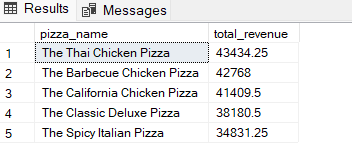 Results Messages
pizza_name total_revenue
1 The Thai Chicken Pizza 43434.25
2 The Barbecue Chicken Pizza 42768
3 The California Chicken Pizza 41409.5
4 The Classic Deluxe Pizza 38180.5
5 The Spicy Italian Pizza 34831.25